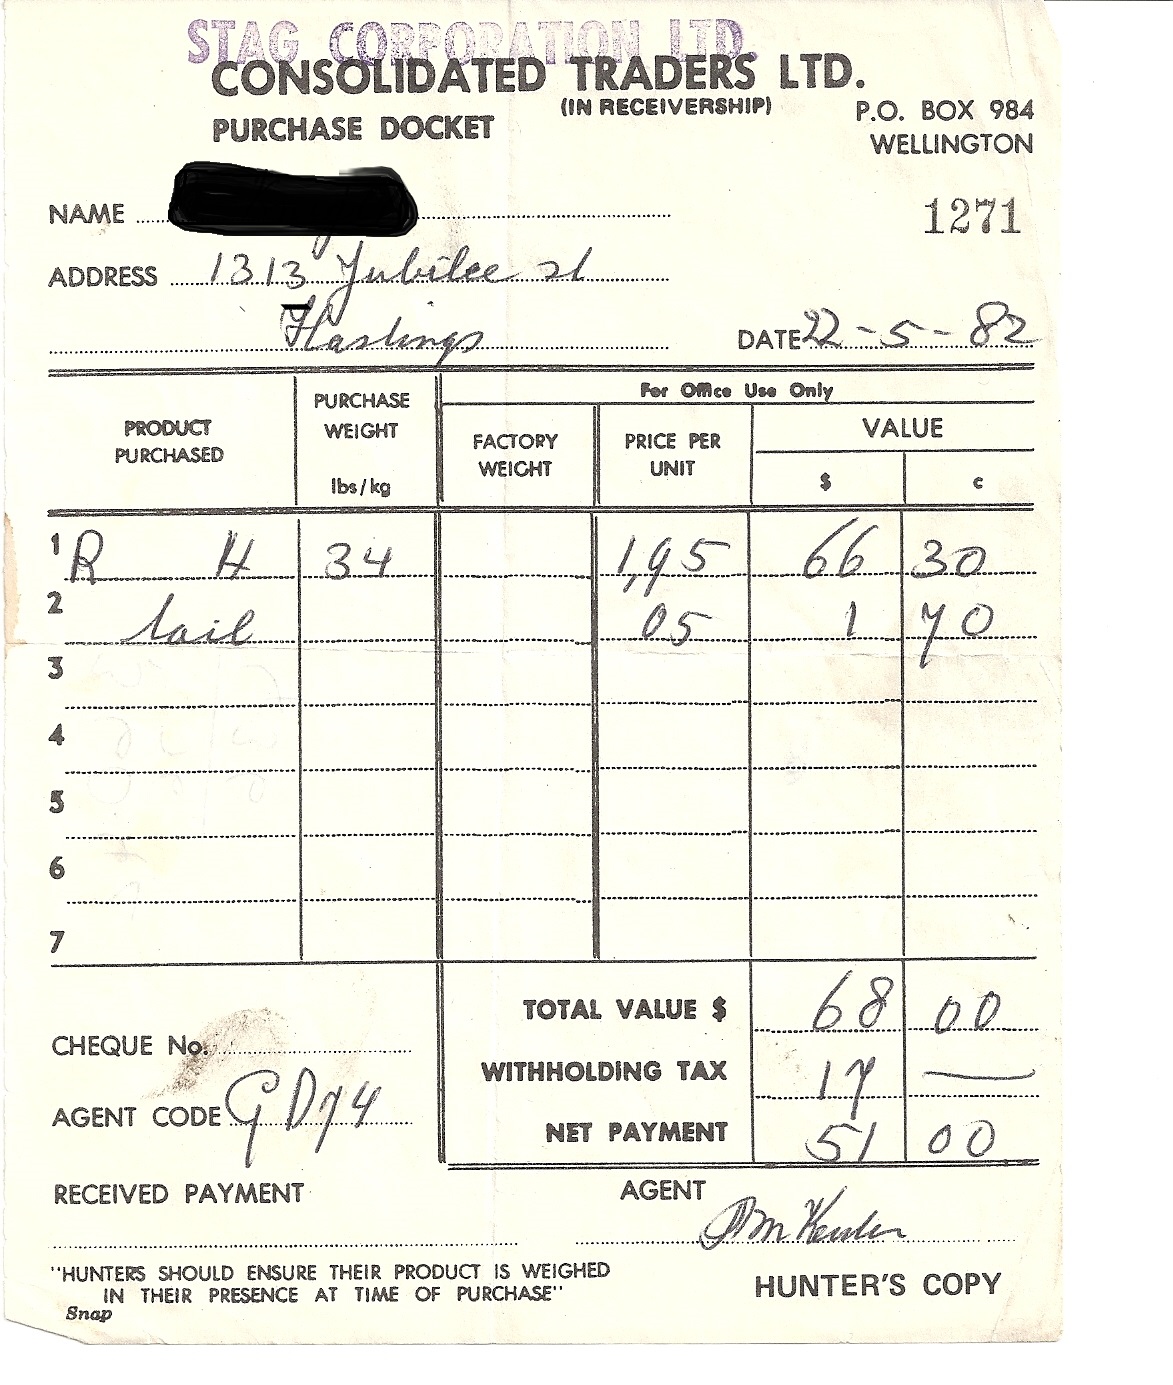 STAG CORPORATION LTD.
CONSOLIDATED TRADERS LTD.
(IN RECEIVERSHIP)
PURCHASE DOCKET
P.O. BOX 984
WELLINGTON
NAME
1271
ADDRESS 1313 Jubilee st
Hastings
DATE 22-5-82
For Office Use Only
PRODUCT PURCHASED
PURCHASE WEIGHT lbs/kg
FACTORY WEIGHT
PRICE PER UNIT
VALUE
$ c
1 R H 34 1,95 66 30
2 tail 05 1 70
3
4
5
6
7
TOTAL VALUE $ 68 00
CHEQUE No.
WITHHOLDING TAX 17 —
AGENT CODE GD74
NET PAYMENT 51 00
RECEIVED PAYMENT
AGENT
"HUNTERS SHOULD ENSURE THEIR PRODUCT IS WEIGHED
IN THEIR PRESENCE AT TIME OF PURCHASE"
HUNTER'S COPY
Snap